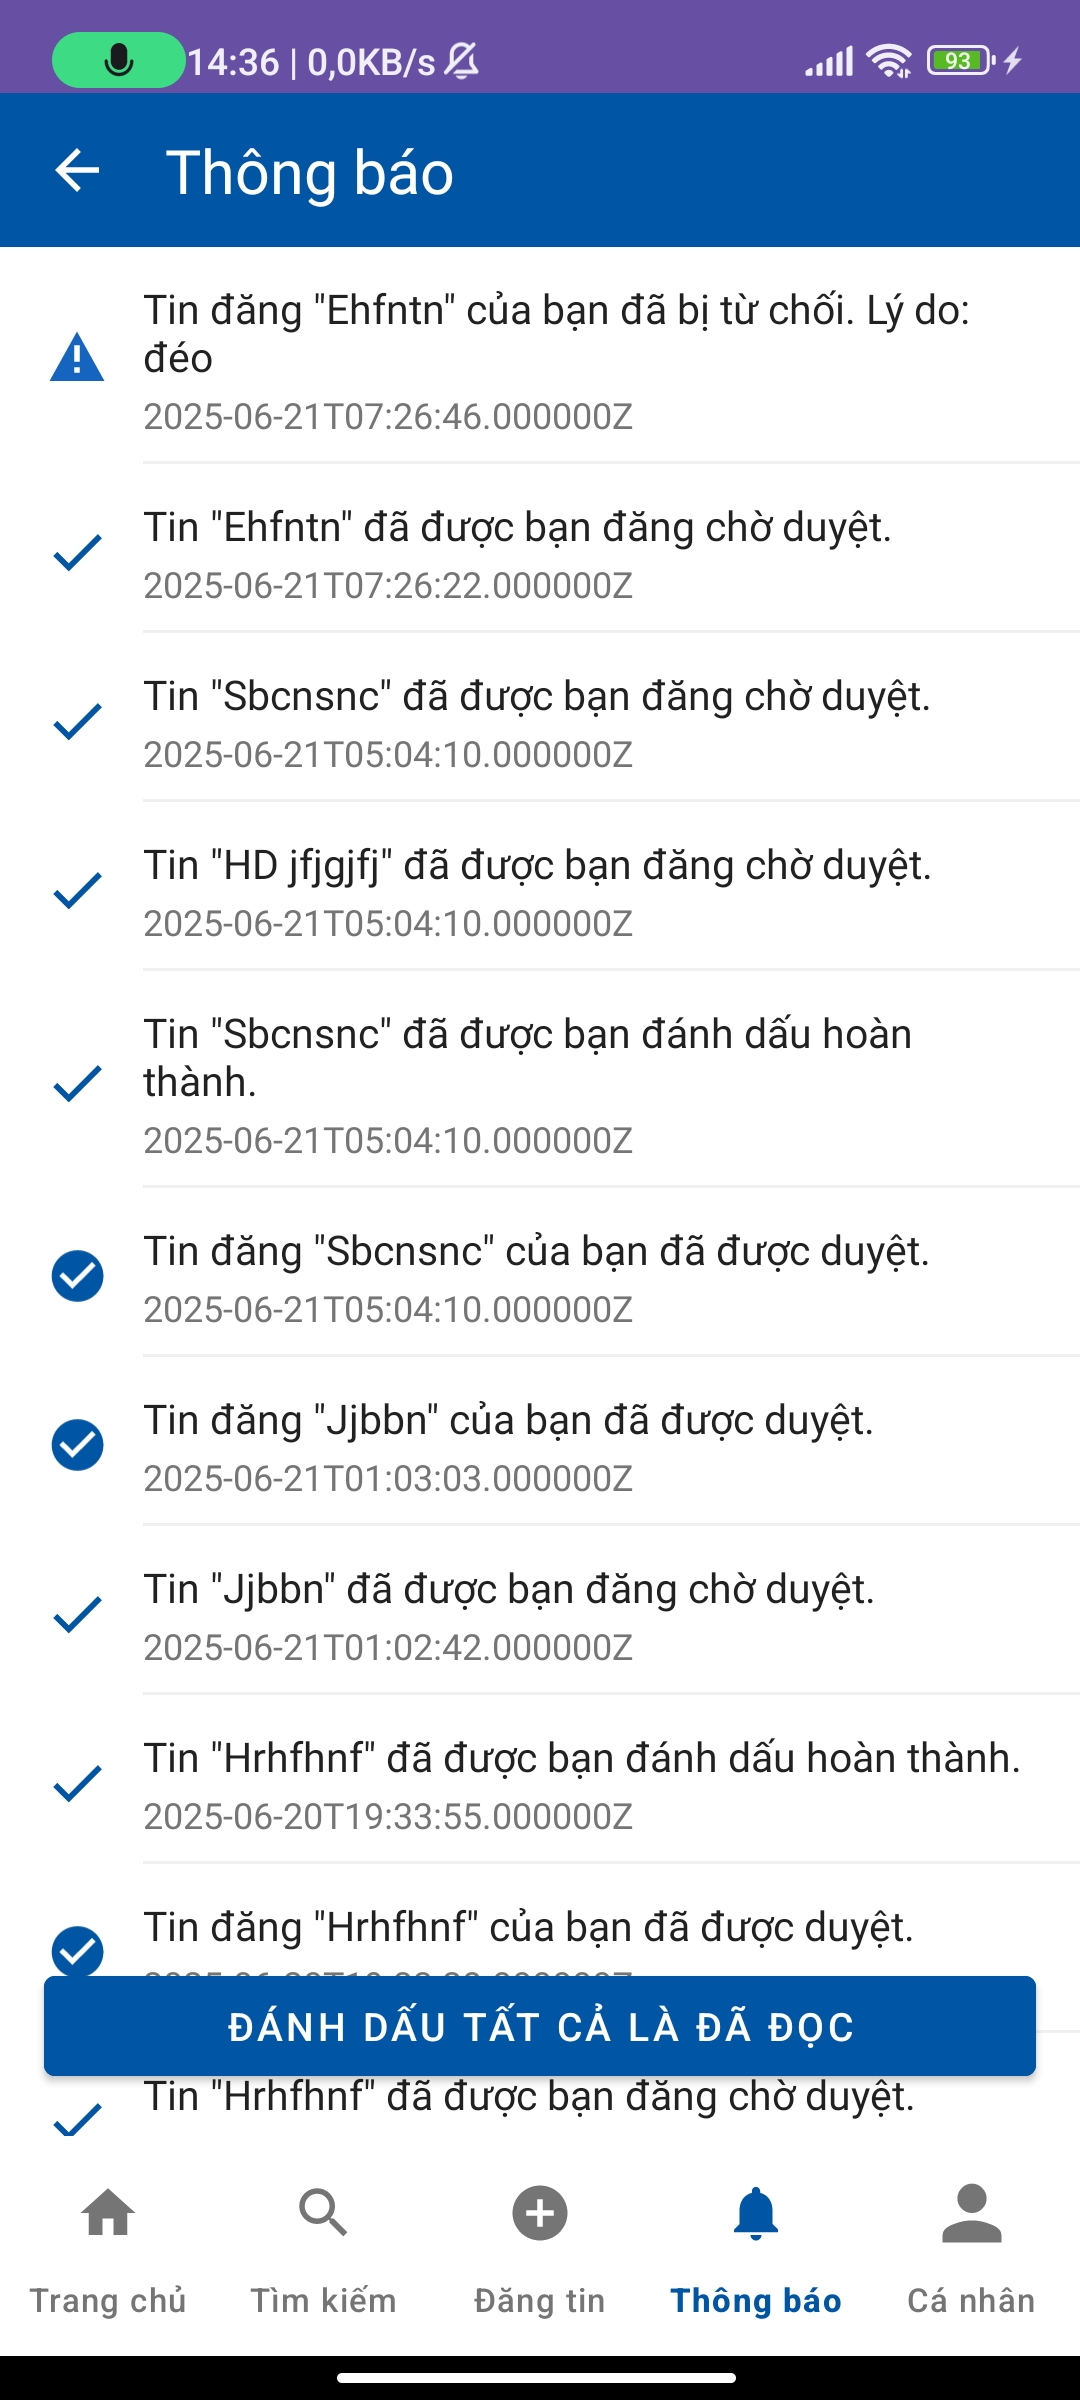 14:36 | 0,0KB/s
93
Thông báo
Tin đăng "Ehfntn" của bạn đã bị từ chối. Lý do:
đéo
2025-06-21T07:26:46.000000Z
Tin "Ehfntn" đã được bạn đăng chờ duyệt.
2025-06-21T07:26:22.000000Z
Tin "Sbcnsnc" đã được bạn đăng chờ duyệt.
2025-06-21T05:04:10.000000Z
Tin "HD jfjgjfj" đã được bạn đăng chờ duyệt.
2025-06-21T05:04:10.000000Z
Tin "Sbcnsnc" đã được bạn đánh dấu hoàn
thành.
2025-06-21T05:04:10.000000Z
Tin đăng "Sbcnsnc" của bạn đã được duyệt.
2025-06-21T05:04:10.000000Z
Tin đăng "Jjbbn" của bạn đã được duyệt.
2025-06-21T01:03:03.000000Z
Tin "Jjbbn" đã được bạn đăng chờ duyệt.
2025-06-21T01:02:42.000000Z
Tin "Hrhfhnf" đã được bạn đánh dấu hoàn thành.
2025-06-20T19:33:55.000000Z
Tin đăng "Hrhfhnf" của bạn đã được duyệt.
ĐÁNH DẤU TẤT CẢ LÀ ĐÃ ĐỌC
Tin "Hrhfhnf" đã được bạn đăng chờ duyệt.
Trang chủ
Tìm kiếm
Đăng tin
Thông báo
Cá nhân